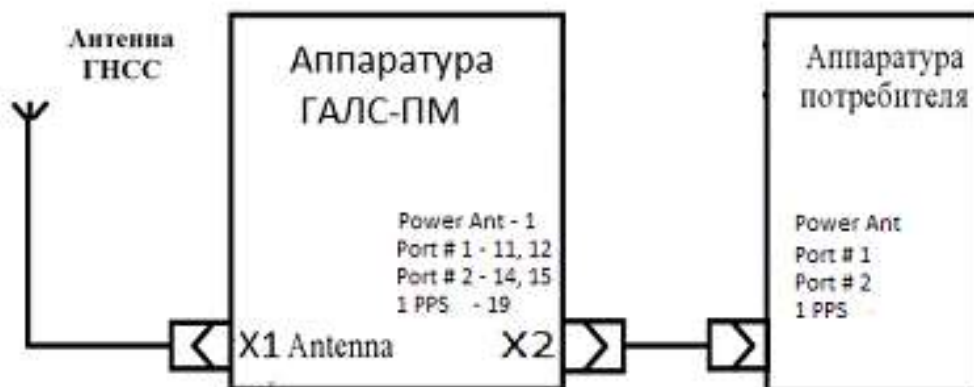 Антенна
ГНСС
Аппаратура
ГАЛС-ПМ
Power Ant - 1
Port # 1 - 11, 12
Port # 2 - 14, 15
1 PPS - 19
X1 Antenna
X2
Аппаратура
потребителя
Power Ant
Port # 1
Port # 2
1 PPS